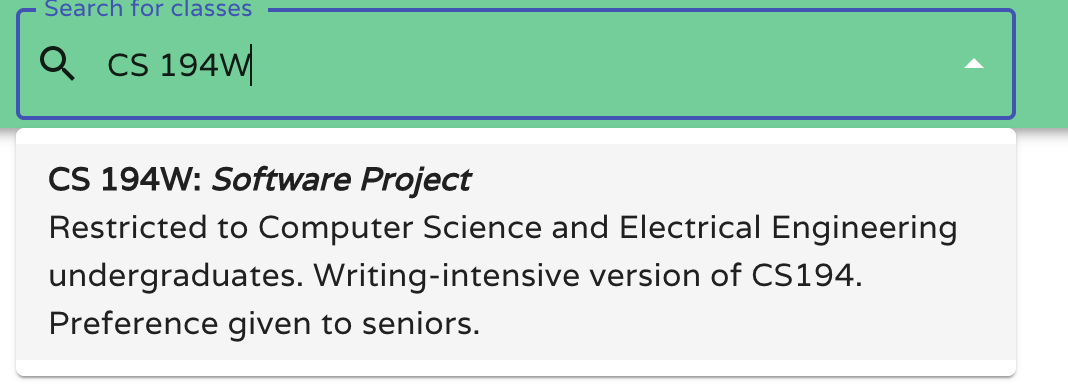 Search for classes
CS 194W
CS 194W: Software Project
Restricted to Computer Science and Electrical Engineering
undergraduates. Writing-intensive version of CS194.
Preference given to seniors.